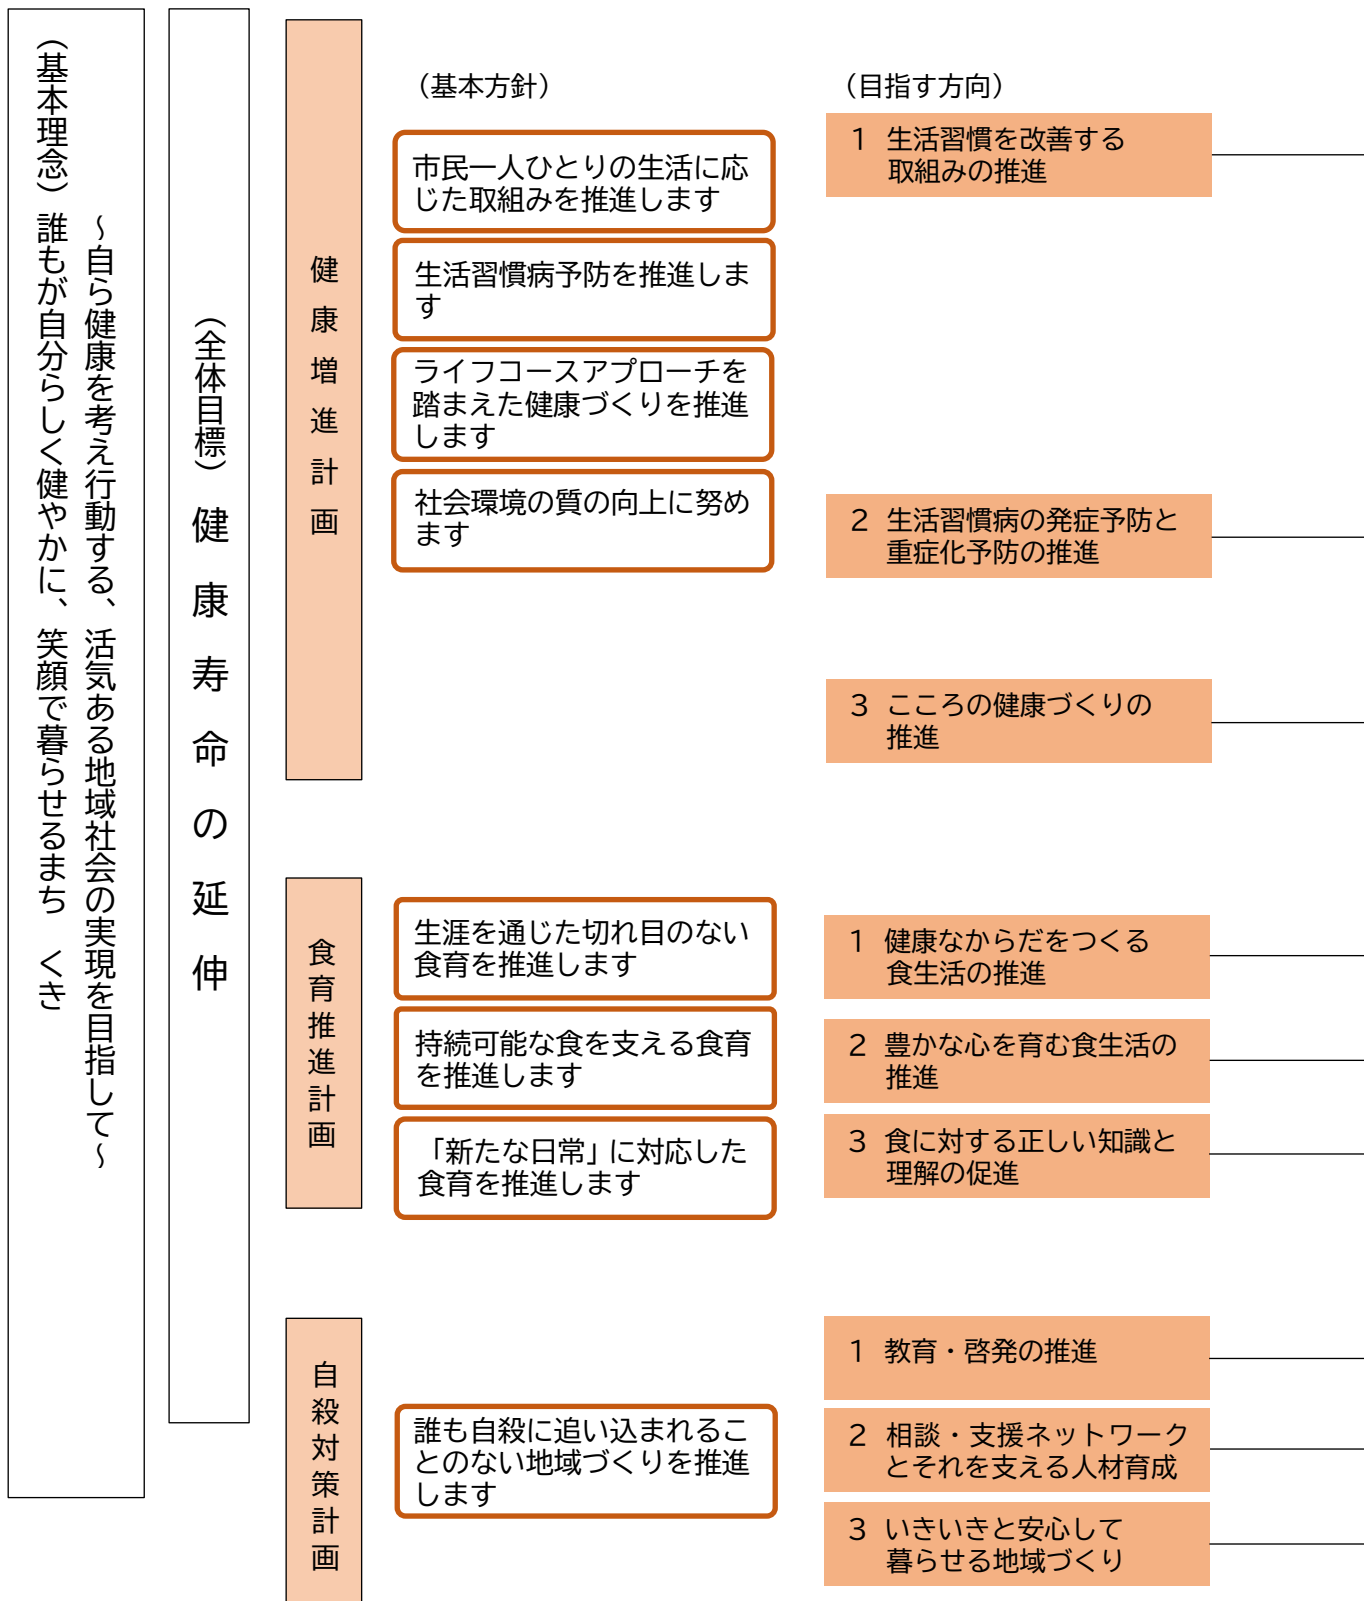 （基本理念）誰もが自分らしく健やかに、笑顔で暮らせるまち　くき
～自ら健康を考え行動する、活気ある地域社会の実現を目指して～
（全体目標）健康寿命の延伸
健康増進計画
（基本方針）
市民一人ひとりの生活に応
じた取組みを推進します
生活習慣病予防を推進しま
す
ライフコースアプローチを
踏まえた健康づくりを推進
します
社会環境の質の向上に努め
ます
（目指す方向）
1 生活習慣を改善する
取組みの推進
2 生活習慣病の発症予防と
重症化予防の推進
3 こころの健康づくりの
推進
食育推進計画
生涯を通じた切れ目のない
食育を推進します
持続可能な食を支える食育
を推進します
「新たな日常」に対応した
食育を推進します
1 健康なからだをつくる
食生活の推進
2 豊かな心を育む食生活の
推進
3 食に対する正しい知識と
理解の促進
自殺対策計画
誰も自殺に追い込まれるこ
とのない地域づくりを推進
します
1 教育・啓発の推進
2 相談・支援ネットワーク
とそれを支える人材育成
3 いきいきと安心して
暮らせる地域づくり